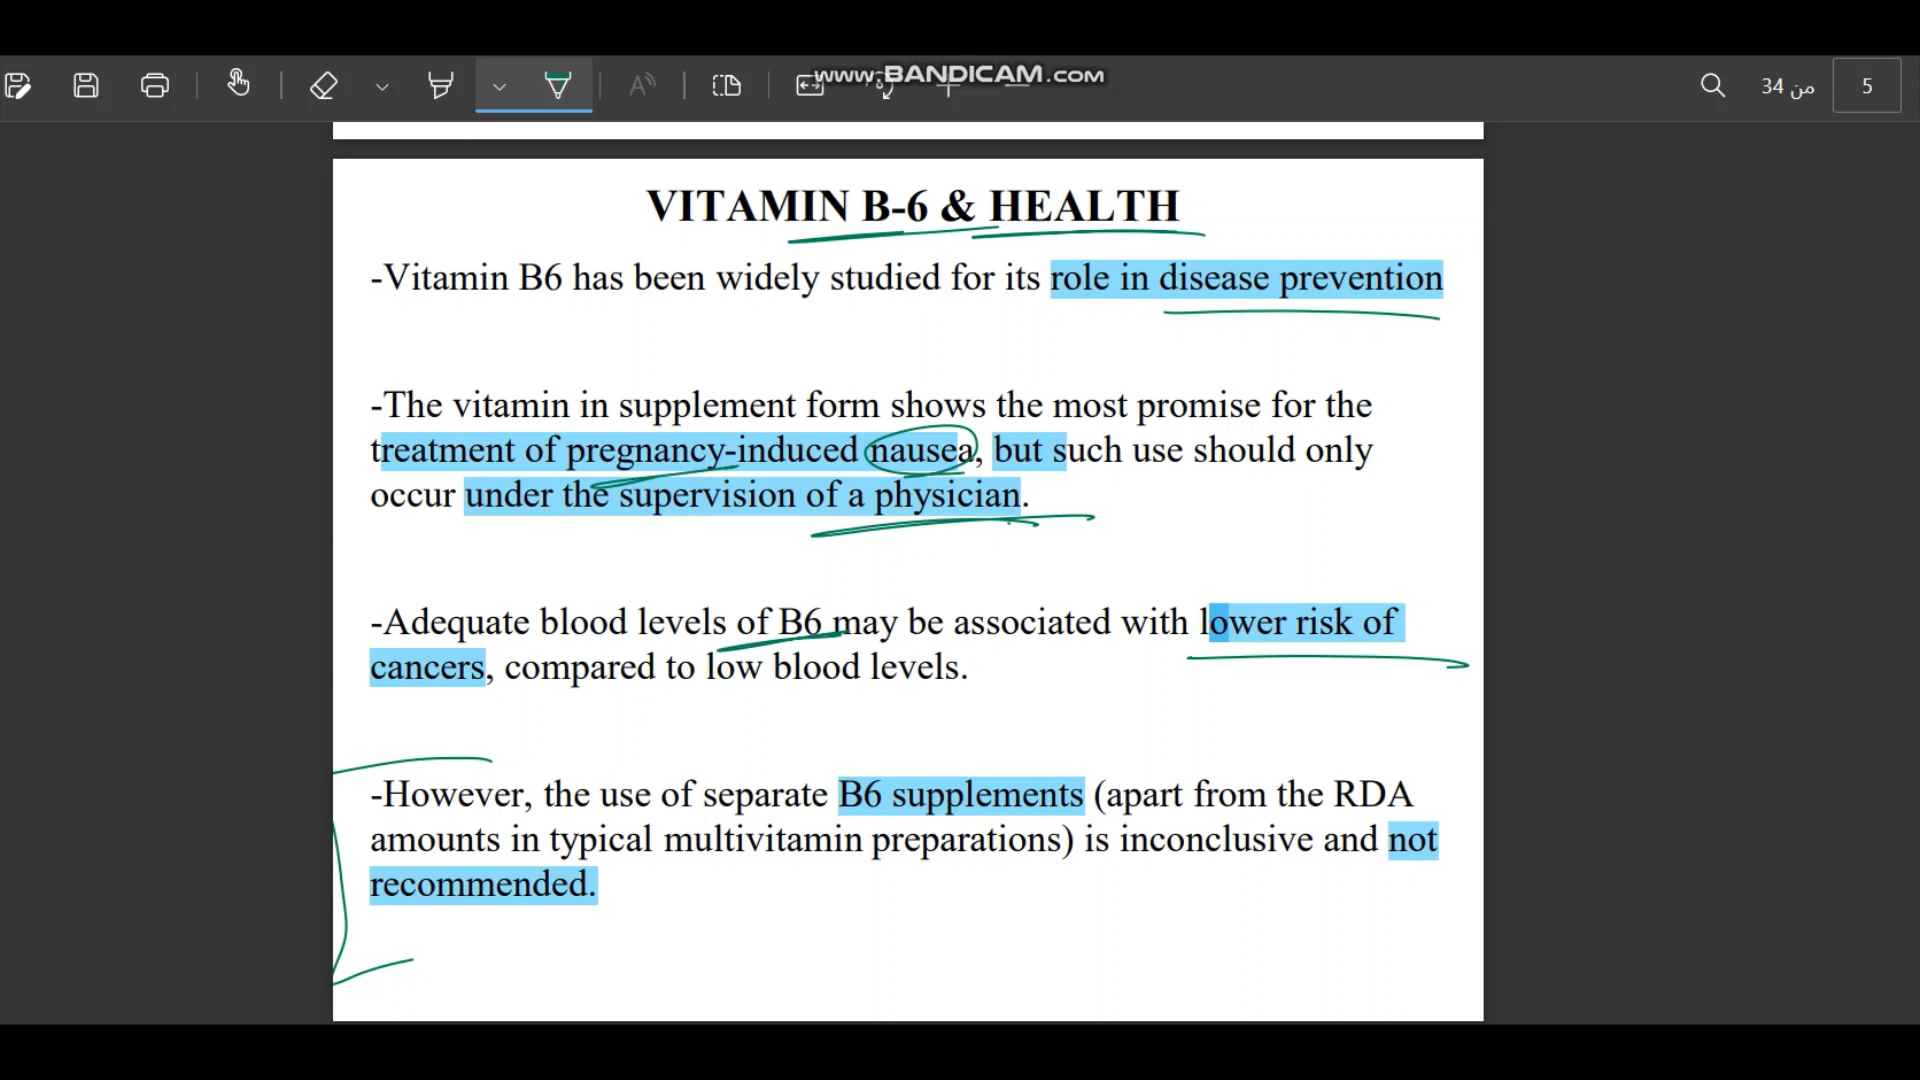 www.BANDICAM.com
من 34
5
VITAMIN B-6 & HEALTH
-Vitamin B6 has been widely studied for its role in disease prevention
-The vitamin in supplement form shows the most promise for the
treatment of pregnancy-induced nausea, but such use should only
occur under the supervision of a physician.
-Adequate blood levels of B6 may be associated with lower risk of
cancers, compared to low blood levels.
-However, the use of separate B6 supplements (apart from the RDA
amounts in typical multivitamin preparations) is inconclusive and not
recommended.